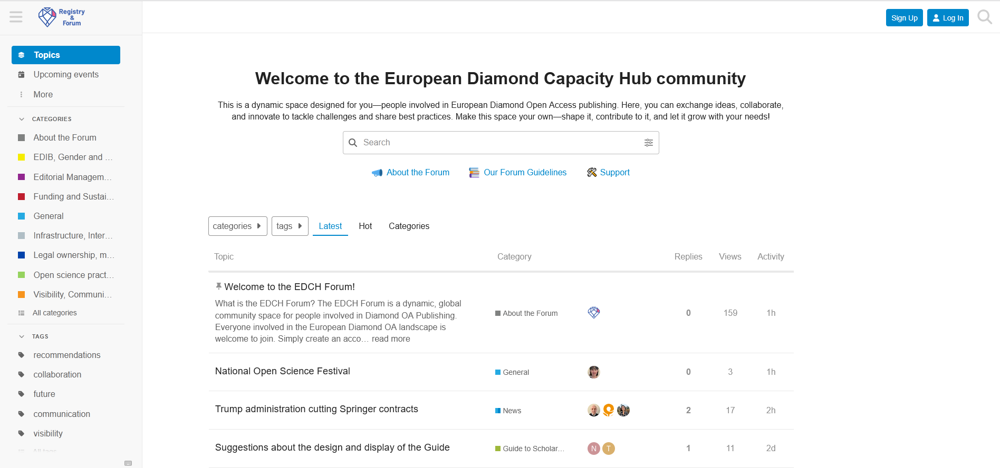 Registry
&
Forum
Sign Up
Log In
Topics
Upcoming events
More
CATEGORIES
About the Forum
EDIB, Gender and ...
Editorial Managem...
Funding and Sustai...
General
Infrastructure, Inter...
Legal ownership, m...
Open science pract...
Visibility, Communi...
All categories
TAGS
recommendations
collaboration
future
communication
visibility
All tags
Welcome to the European Diamond Capacity Hub community
This is a dynamic space designed for you—people involved in European Diamond Open Access publishing. Here, you can exchange ideas, collaborate,
and innovate to tackle challenges and share best practices. Make this space your own—shape it, contribute to it, and let it grow with your needs!
Search
About the Forum Our Forum Guidelines Support
categories tags Latest Hot Categories
Topic Category Replies Views Activity
Welcome to the EDCH Forum!
What is the EDCH Forum? The EDCH Forum is a dynamic, global
community space for people involved in Diamond OA Publishing.
Everyone involved in the European Diamond OA landscape is
welcome to join. Simply create an acco... read more
About the Forum 0 159 1h
National Open Science Festival General 0 3 1h
Trump administration cutting Springer contracts News 2 17 2h
Suggestions about the design and display of the Guide Guide to Scholar... N T 1 11 2d